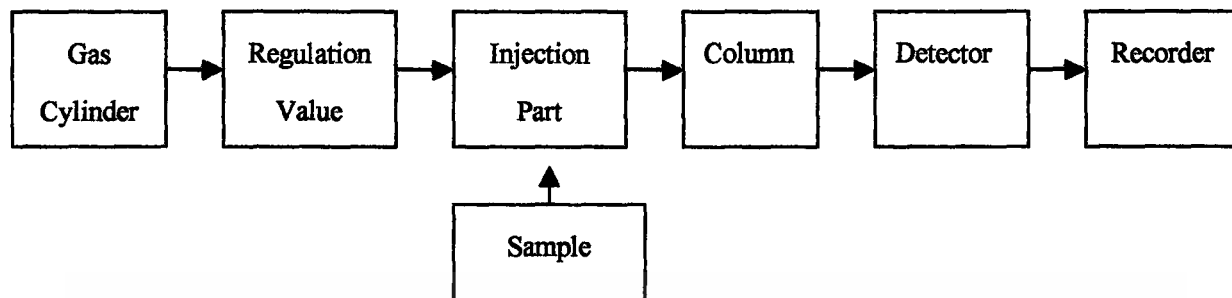 Gas
Cylinder
Regulation
Value
Injection
Part
Column
Detector
Recorder
Sample